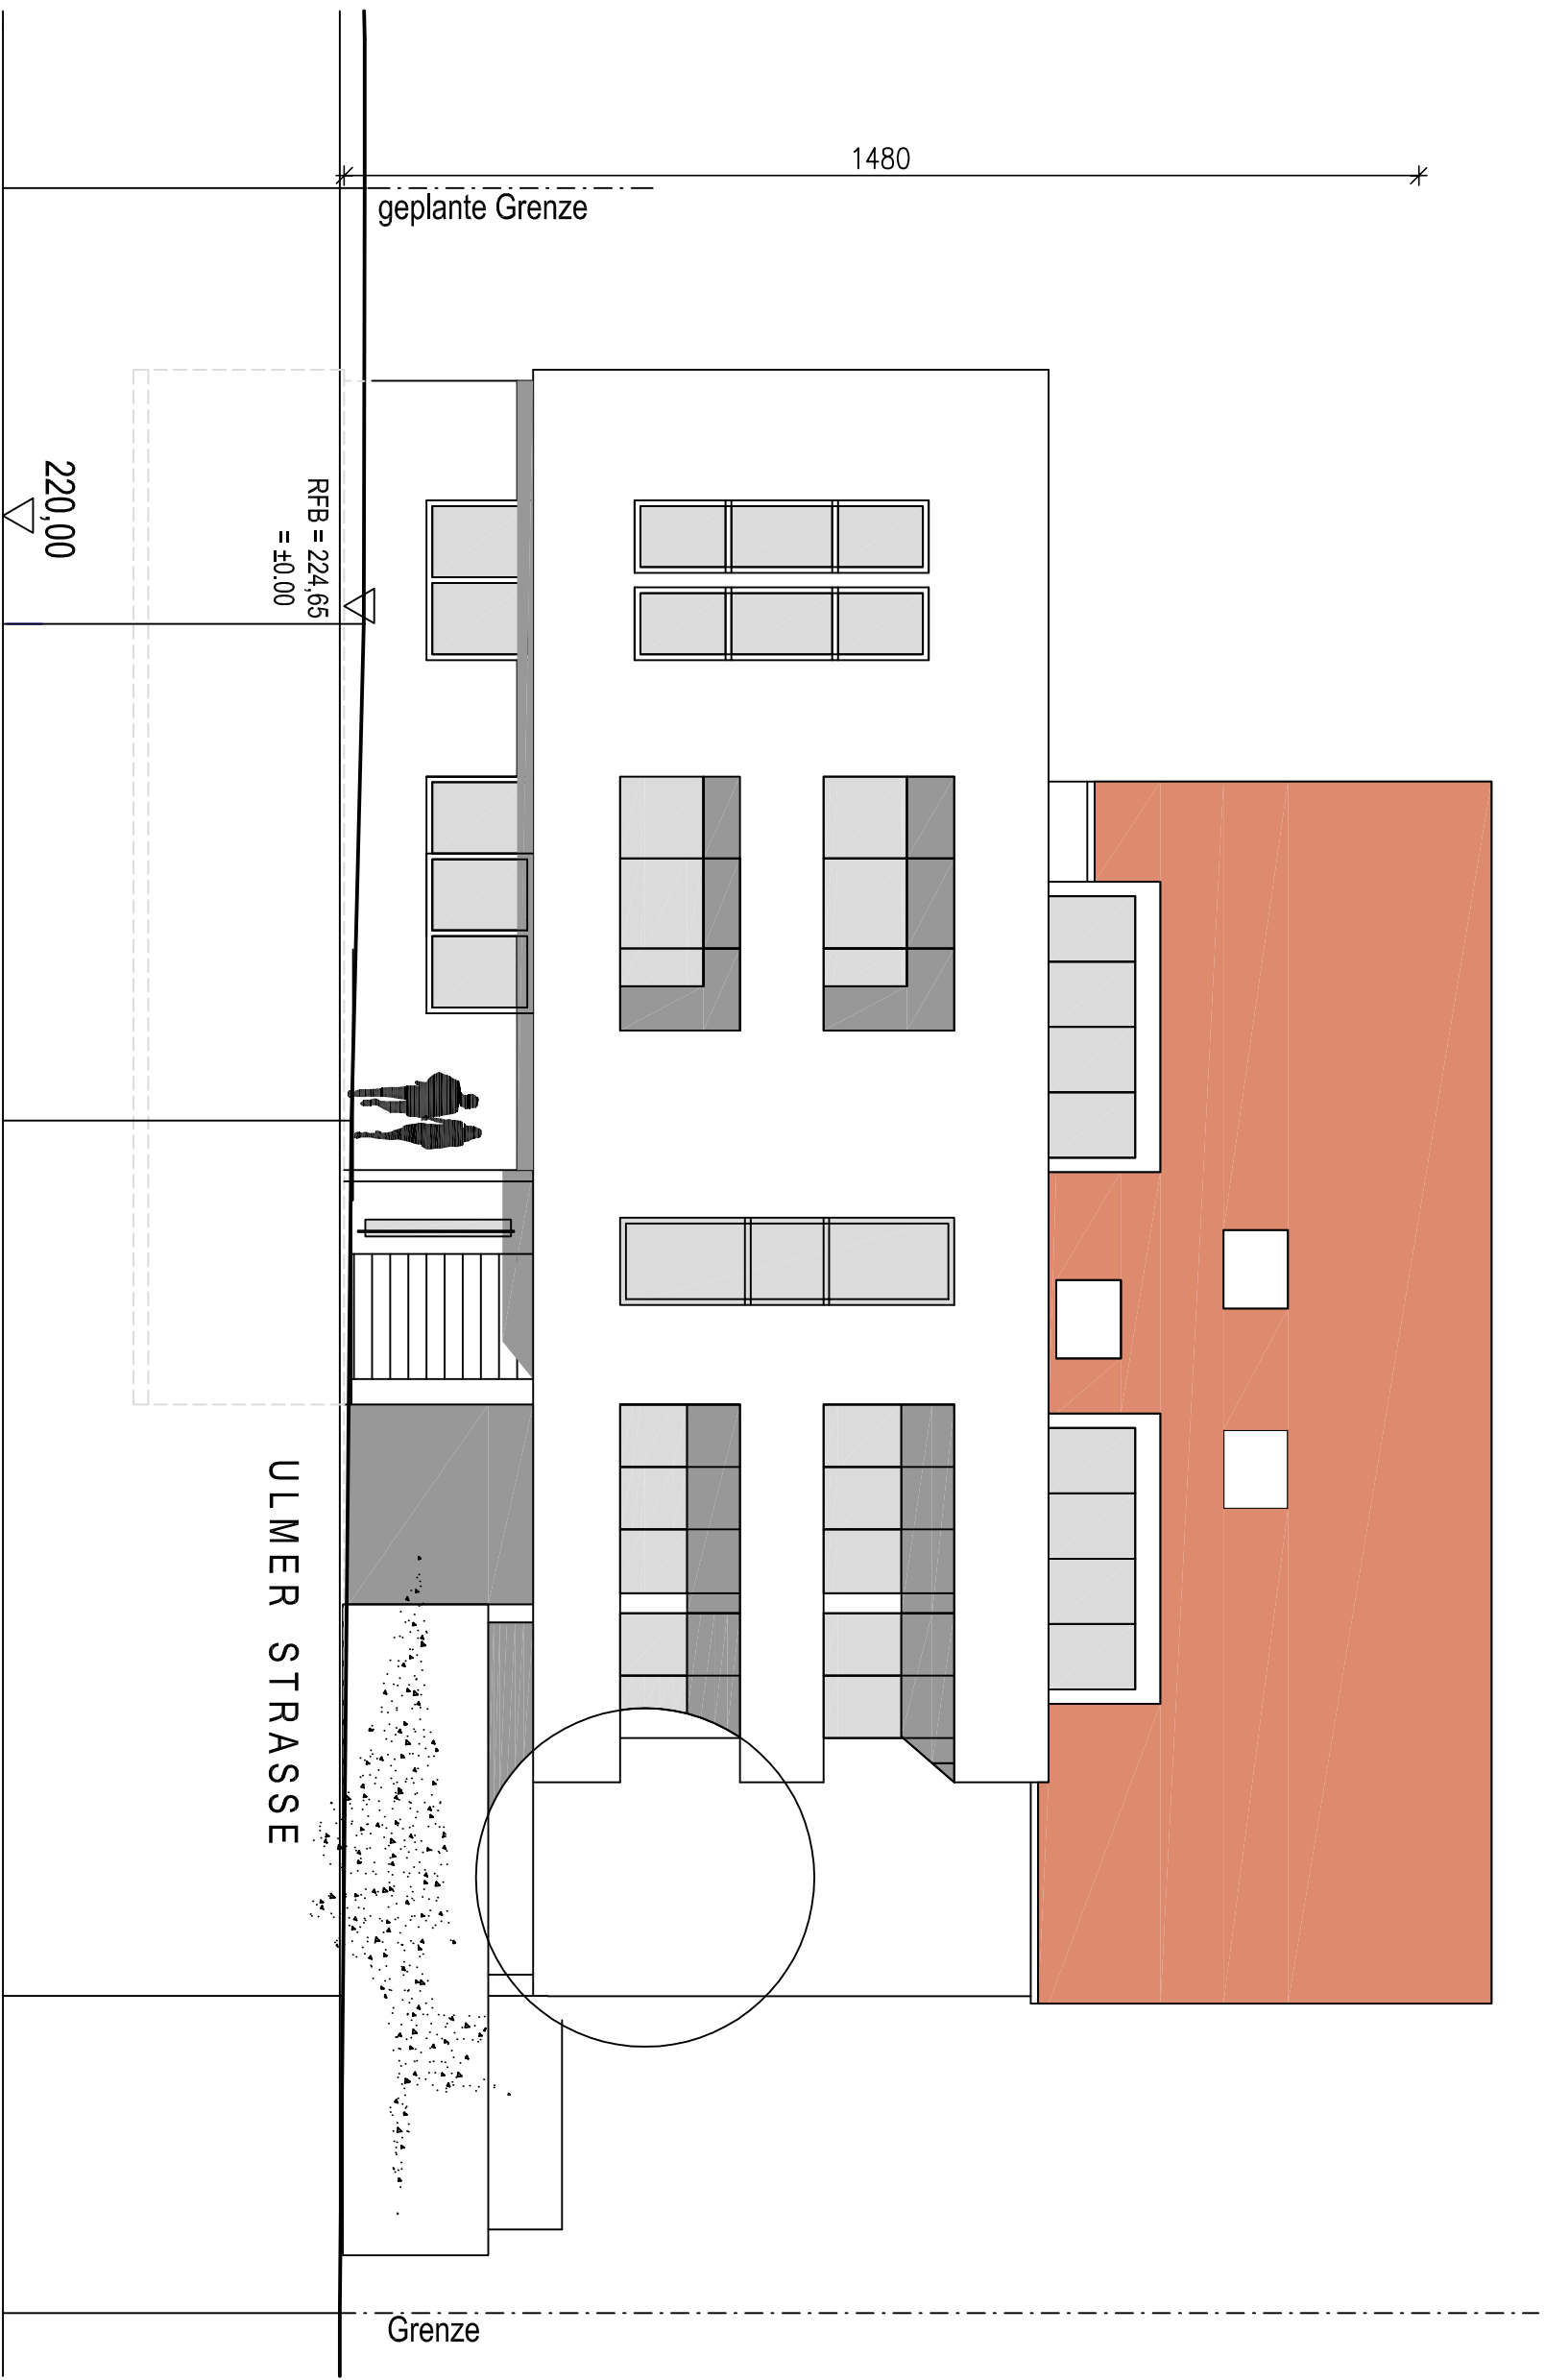 1480
geplante Grenze
220,00
RFB = 224,65
= ±0.00
ULMER STRASSE
Grenze